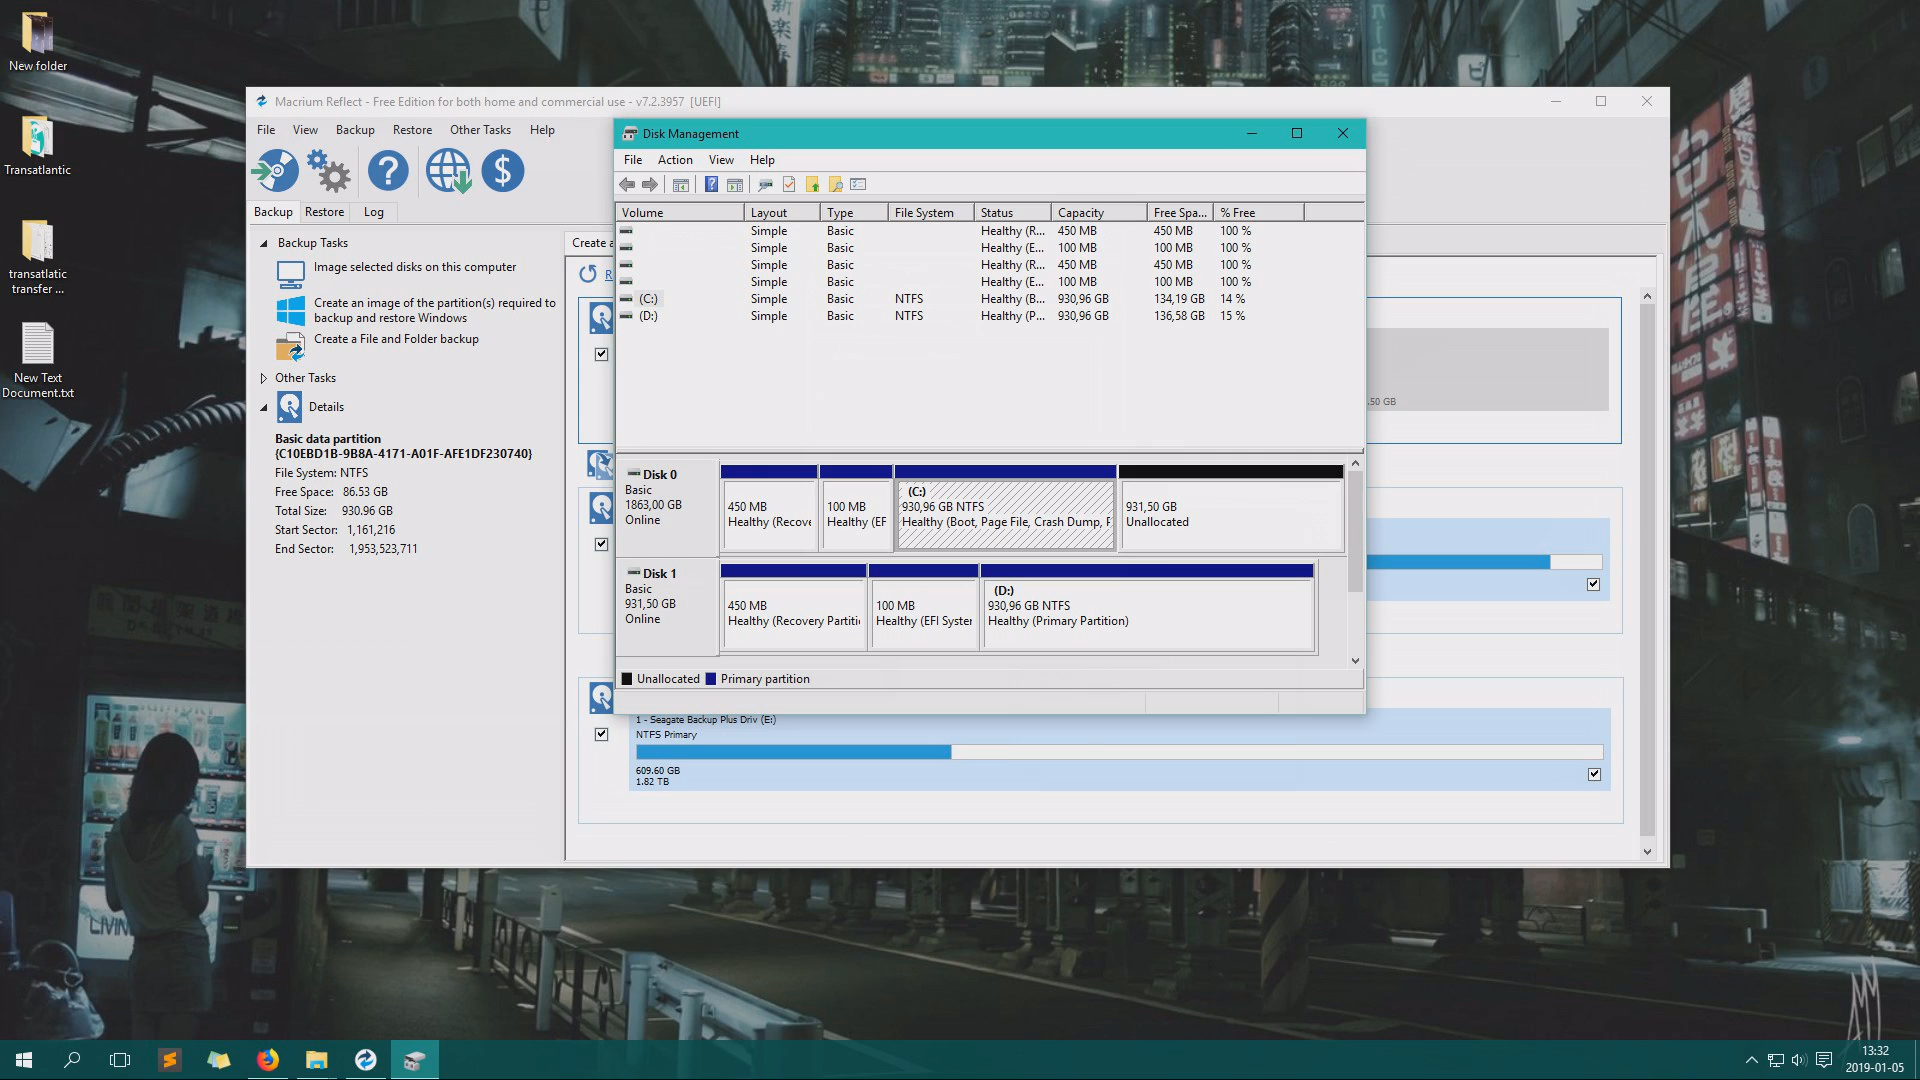 New folder
Transatlantic
transatlatic
transfer ...
New Text
Document.txt
Macrium Reflect - Free Edition for both home and commercial use - v7.2.3957 [UEFI]
File View Backup Restore Other Tasks Help
Backup Restore Log
Backup Tasks
Image selected disks on this computer
Create an image of the partition(s) required to
backup and restore Windows
Create a File and Folder backup
Other Tasks
Details
Basic data partition
{C10EBD1B-9B8A-4171-A01F-AFE1DF230740}
File System: NTFS
Free Space: 86.53 GB
Total Size: 930.96 GB
Start Sector: 1,161,216
End Sector: 1,953,523,711
Create a
R
.50 GB
Disk Management
File Action View Help
Volume Layout Type File System Status Capacity Free Spa... % Free
Simple Basic Healthy (R... 450 MB 450 MB 100 %
Simple Basic Healthy (E... 100 MB 100 MB 100 %
Simple Basic Healthy (R... 450 MB 450 MB 100 %
Simple Basic Healthy (E... 100 MB 100 MB 100 %
(C:) Simple Basic NTFS Healthy (B... 930,96 GB 134,19 GB 14 %
(D:) Simple Basic NTFS Healthy (P... 930,96 GB 136,58 GB 15 %
Disk 0
Basic
1863,00 GB
Online
450 MB
Healthy (Recove
100 MB
Healthy (EF
(C:)
930,96 GB NTFS
Healthy (Boot, Page File, Crash Dump, P
931,50 GB
Unallocated
Disk 1
Basic
931,50 GB
Online
450 MB
Healthy (Recovery Partiti
100 MB
Healthy (EFI Syster
(D:)
930,96 GB NTFS
Healthy (Primary Partition)
Unallocated Primary partition
1 - Seagate Backup Plus Driv (E:)
NTFS Primary
609.60 GB
1.82 TB
LIVIN
13:32
2019-01-05